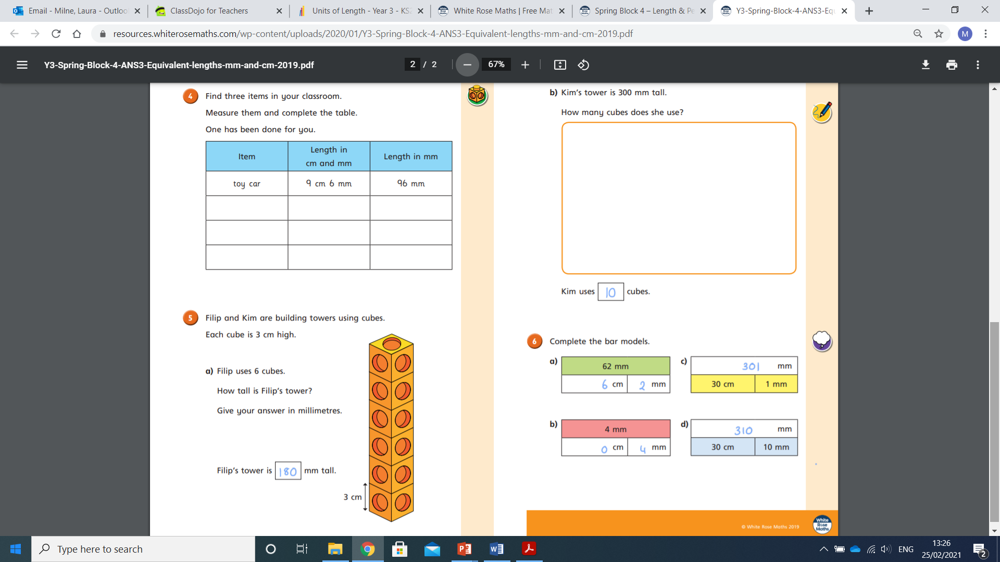 Email - Milne, Laura - Outloo
ClassDojo for Teachers
Units of Length - Year 3 - KS2
White Rose Maths | Free Mat
Spring Block 4 – Length & Pe
Y3-Spring-Block-4-ANS3-Equ
resources.whiterosemaths.com/wp-content/uploads/2020/01/Y3-Spring-Block-4-ANS3-Equivalent-lengths-mm-and-cm-2019.pdf
M
Y3-Spring-Block-4-ANS3-Equivalent-lengths-mm-and-cm-2019.pdf
2 / 2
67%
4 Find three items in your classroom.
Measure them and complete the table.
One has been done for you.
Item
Length in
cm and mm
Length in mm
toy car 9 cm 6 mm 96 mm
5 Filip and Kim are building towers using cubes.
Each cube is 3 cm high.
a) Filip uses 6 cubes.
How tall is Filip's tower?
Give your answer in millimetres.
Filip's tower is 180 mm tall.
3 cm
b) Kim's tower is 300 mm tall.
How many cubes does she use?
Kim uses 10 cubes.
6 Complete the bar models.
a) 62 mm
6 cm 2 mm
c) 301 mm
30 cm 1 mm
b) 4 mm
0 cm 4 mm
d) 310 mm
30 cm 10 mm
© White Rose Maths 2019
White
Rose
Maths
Type here to search
ENG
13:26
25/02/2021
2